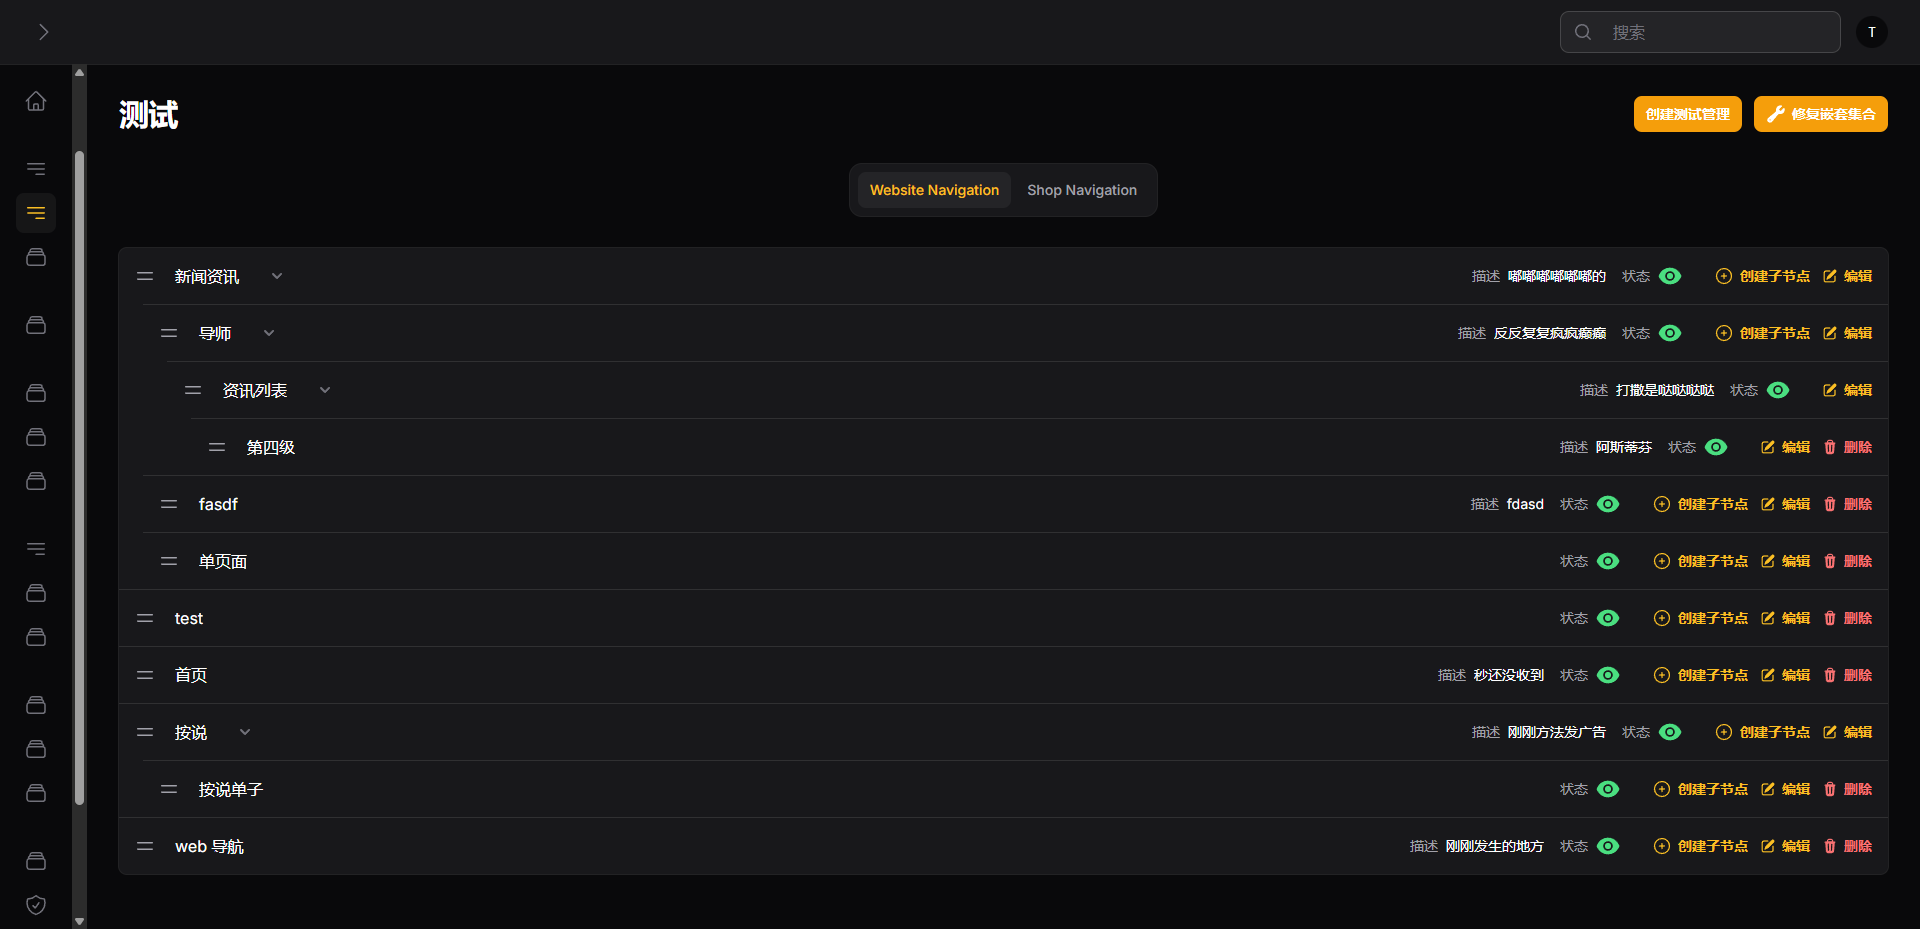 搜索
T
测试
创建测试管理
修复嵌套集合
Website Navigation
Shop Navigation
新闻资讯 描述 嘟嘟嘟嘟嘟嘟的 状态 创建子节点 编辑
导师 描述 反反复复疯疯癫癫 状态 创建子节点 编辑
资讯列表 描述 打撒是哒哒哒哒 状态 编辑
第四级 描述 阿斯蒂芬 状态 编辑 删除
fasdf 描述 fdasd 状态 创建子节点 编辑 删除
单页面 状态 创建子节点 编辑 删除
test 状态 创建子节点 编辑 删除
首页 描述 秒还没收到 状态 创建子节点 编辑 删除
按说 描述 刚刚方法发广告 状态 创建子节点 编辑
按说单子 状态 创建子节点 编辑 删除
web 导航 描述 刚刚发生的地方 状态 创建子节点 编辑 删除